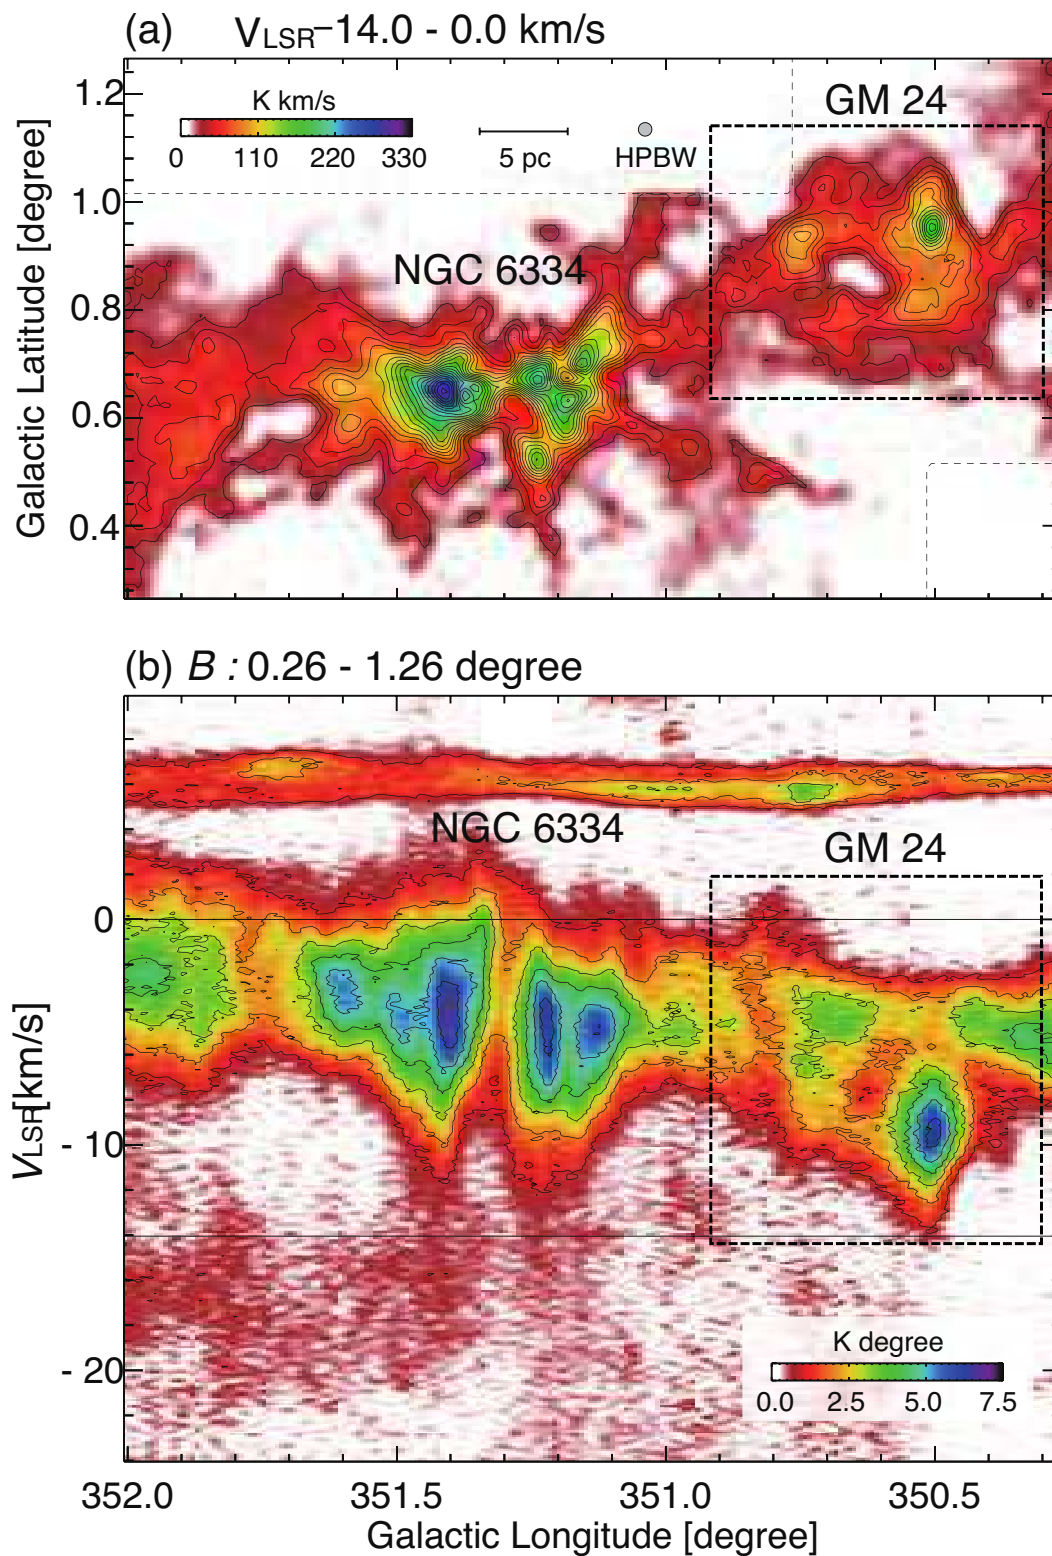 (a) VLSR-14.0 - 0.0 km/s
K km/s
0 110 220 330
5 pc
HPBW
GM 24
NGC 6334
1.2
1.0
0.8
0.6
0.4
Galactic Latitude [degree]
(b) B : 0.26 - 1.26 degree
NGC 6334
GM 24
0
- 10
- 20
VLSR[km/s]
K degree
0.0 2.5 5.0 7.5
352.0 351.5 351.0 350.5
Galactic Longitude [degree]